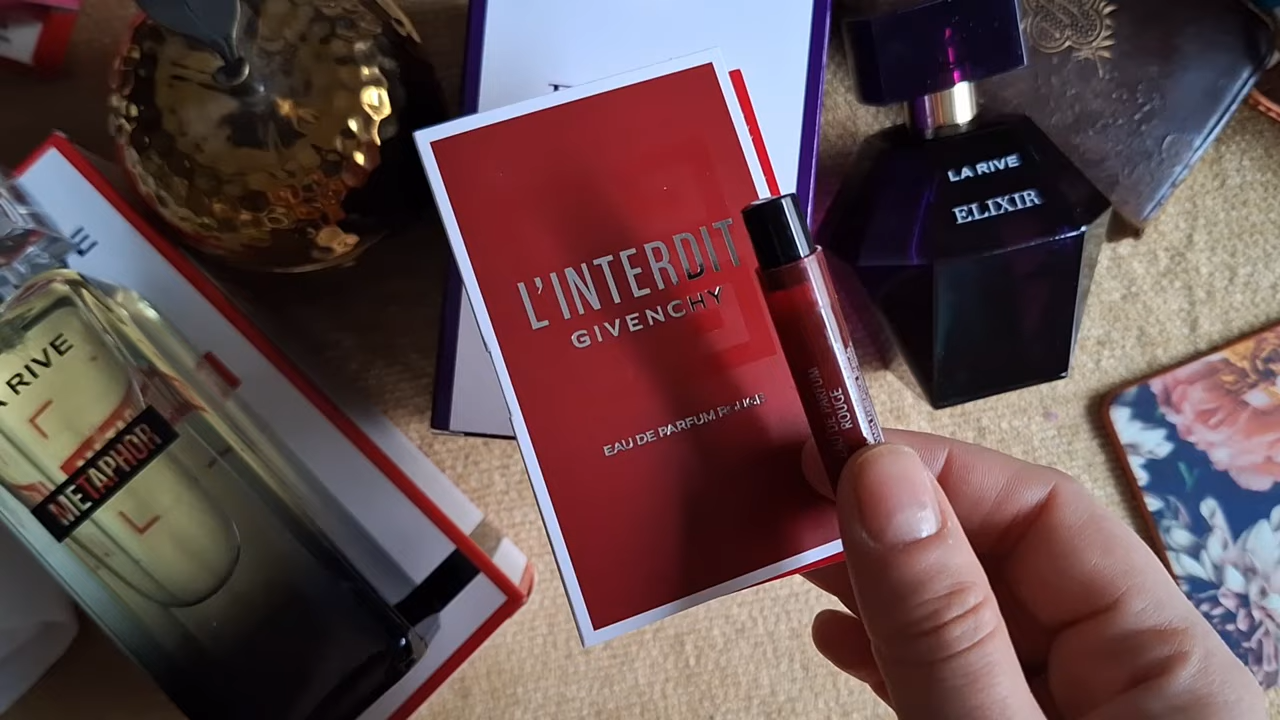 L'INTERDIT
GIVENCHY
EAU DE PARFUM ROUGE
EAU DE PARFUM
ROUGE
LA RIVE
ELIXIR
RIVE
METAPHOR